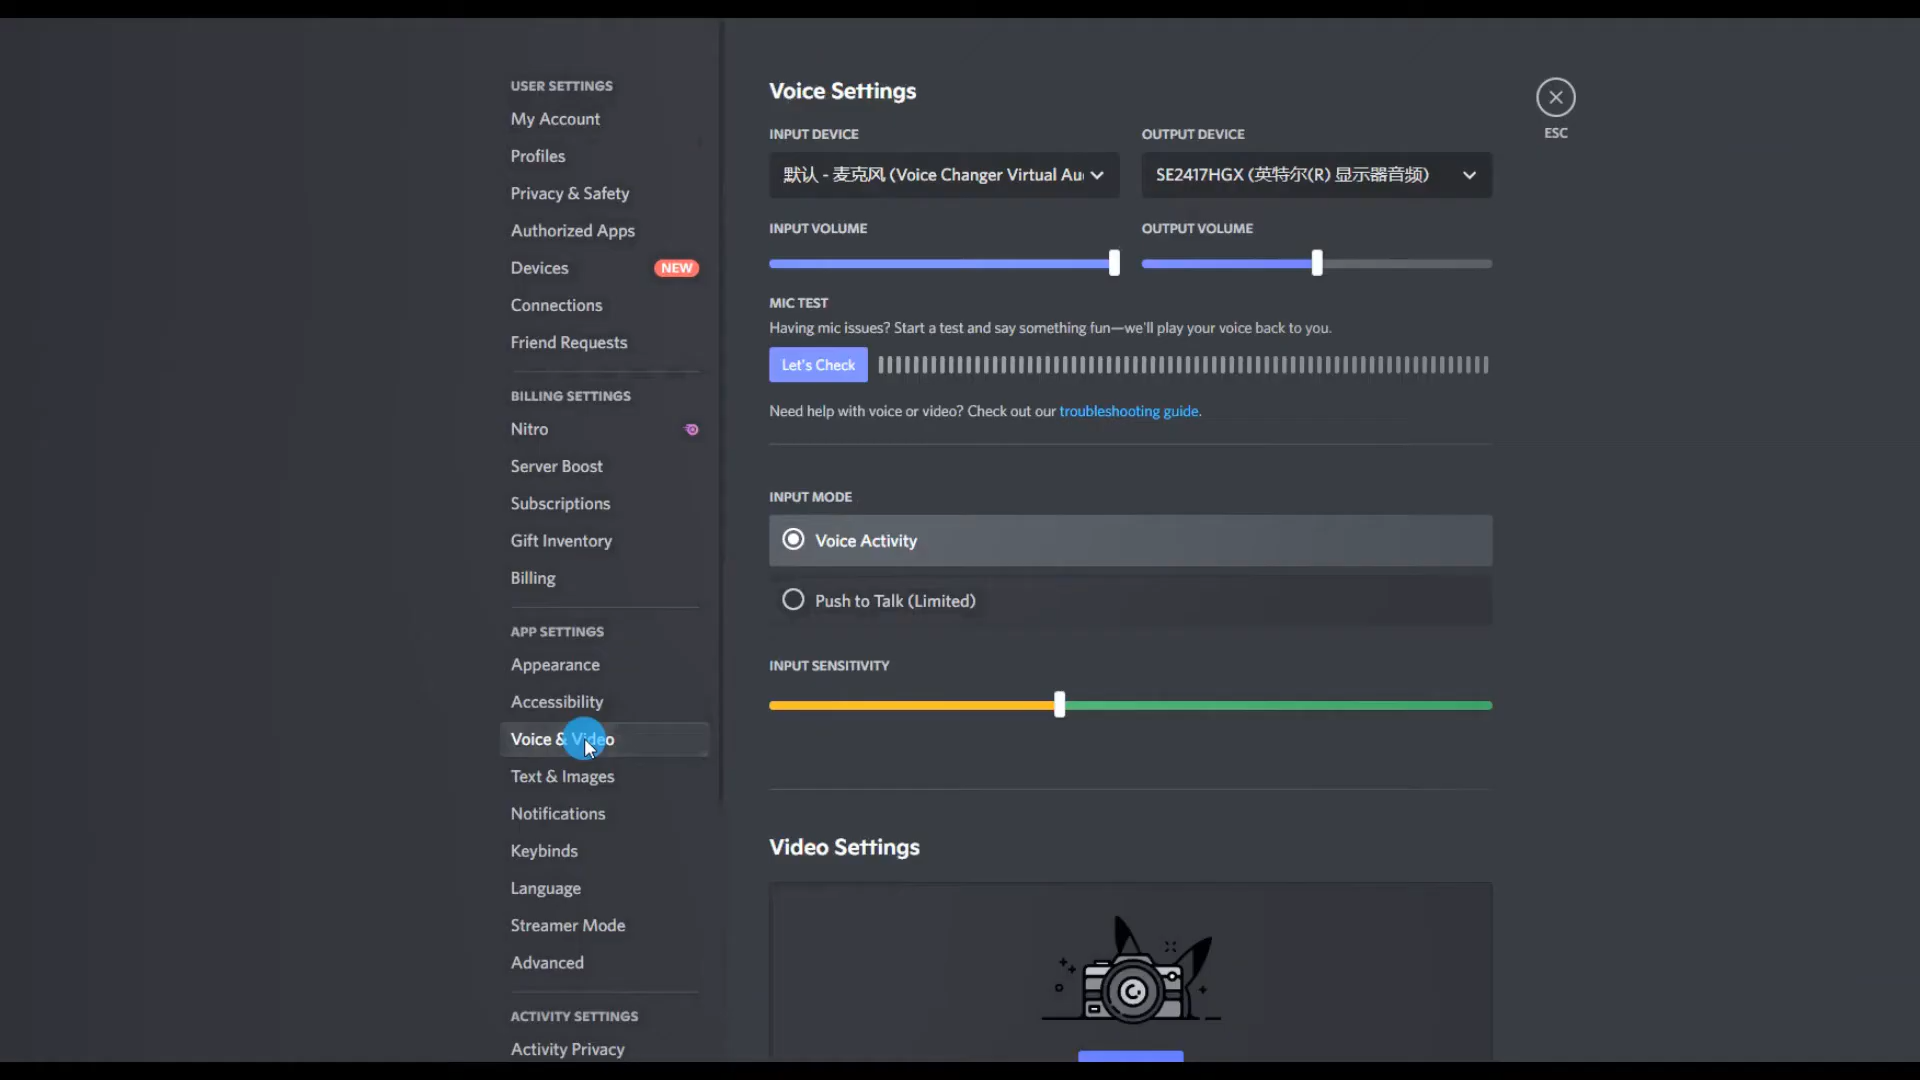 USER SETTINGS
My Account
Profiles
Privacy & Safety
Authorized Apps
Devices NEW
Connections
Friend Requests
BILLING SETTINGS
Nitro
Server Boost
Subscriptions
Gift Inventory
Billing
APP SETTINGS
Appearance
Accessibility
Voice & Video
Text & Images
Notifications
Keybinds
Language
Streamer Mode
Advanced
ACTIVITY SETTINGS
Activity Privacy
Voice Settings
INPUT DEVICE
默认 - 麦克风 (Voice Changer Virtual Au
OUTPUT DEVICE
SE2417HGX (英特尔(R) 显示器音频)
INPUT VOLUME
OUTPUT VOLUME
MIC TEST
Having mic issues? Start a test and say something fun—we'll play your voice back to you.
Let's Check
Need help with voice or video? Check out our troubleshooting guide.
INPUT MODE
Voice Activity
Push to Talk (Limited)
INPUT SENSITIVITY
Video Settings
ESC